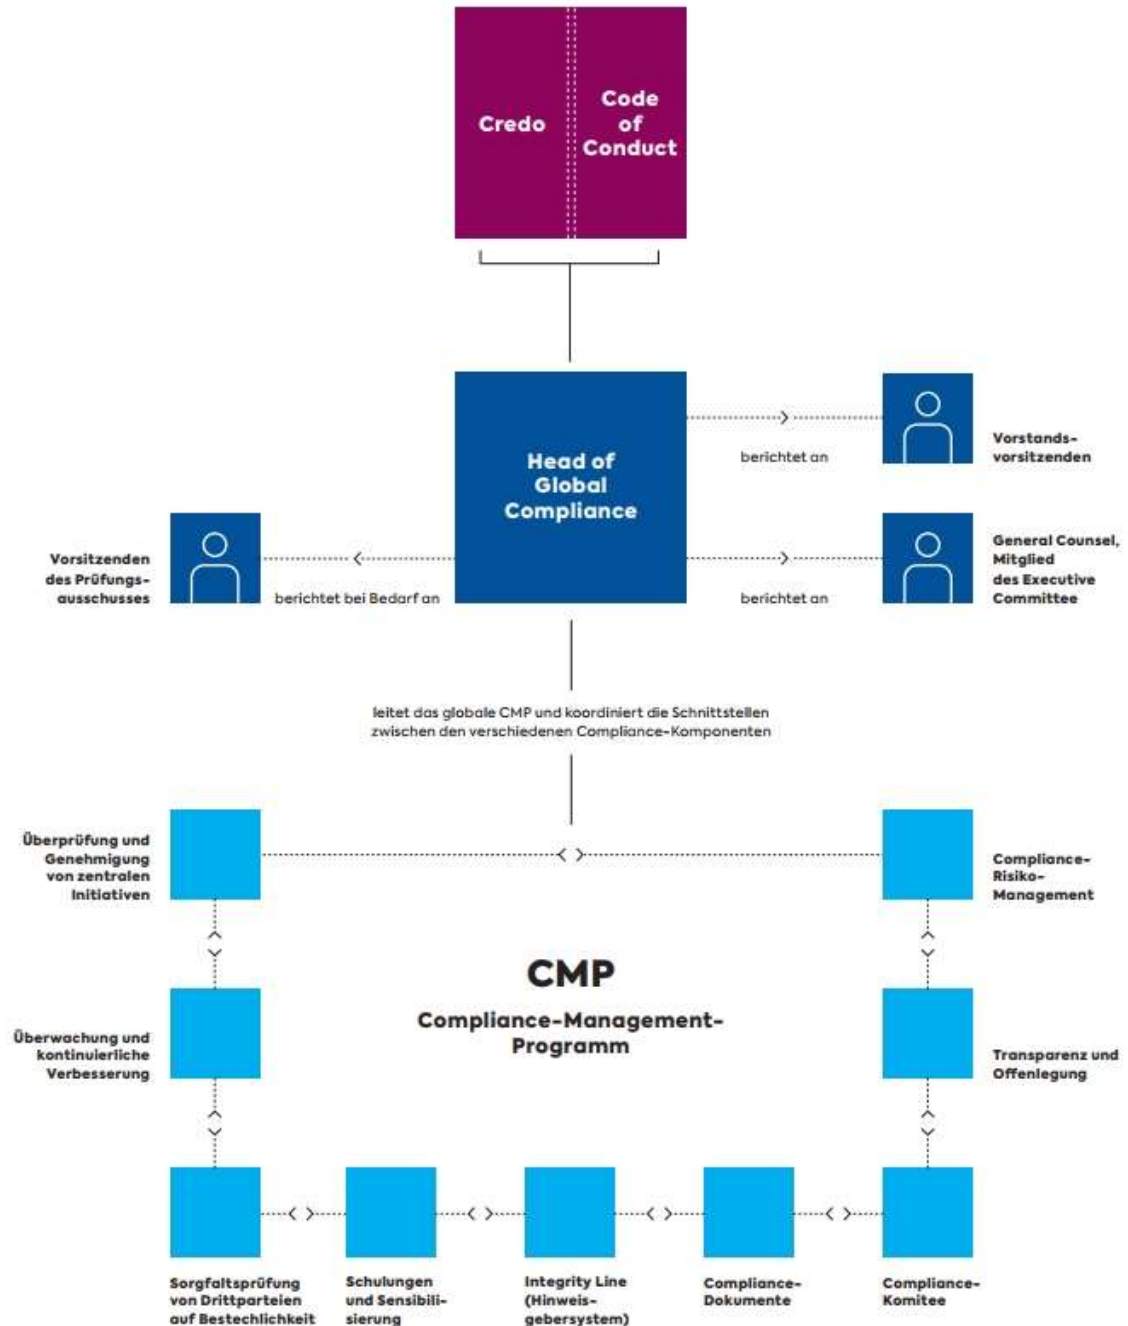 Credo
Code
of
Conduct
Head of
Global
Compliance
berichtet an
Vorstands-
vorsitzenden
Vorsitzenden
des Prüfungs-
ausschusses
berichtet bei Bedarf an
berichtet an
General Counsel,
Mitglied
des Executive
Committee
leitet das globale CMP und koordiniert die Schnittstellen
zwischen den verschiedenen Compliance-Komponenten
Überprüfung und
Genehmigung
von zentralen
Initiativen
Compliance-
Risiko-
Management
CMP
Compliance-Management-
Programm
Überwachung und
kontinuierliche
Verbesserung
Transparenz und
Offenlegung
Sorgfaltsprüfung
von Drittparteien
auf Bestechlichkeit
Schulungen
und Sensibili-
sierung
Integrity Line
(Hinweis-
gebersystem)
Compliance-
Dokumente
Compliance-
Komitee